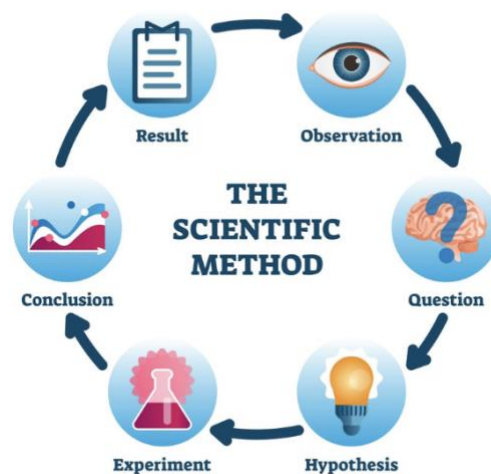 THE
SCIENTIFIC
METHOD
Observation
Question
Hypothesis
Experiment
Conclusion
Result